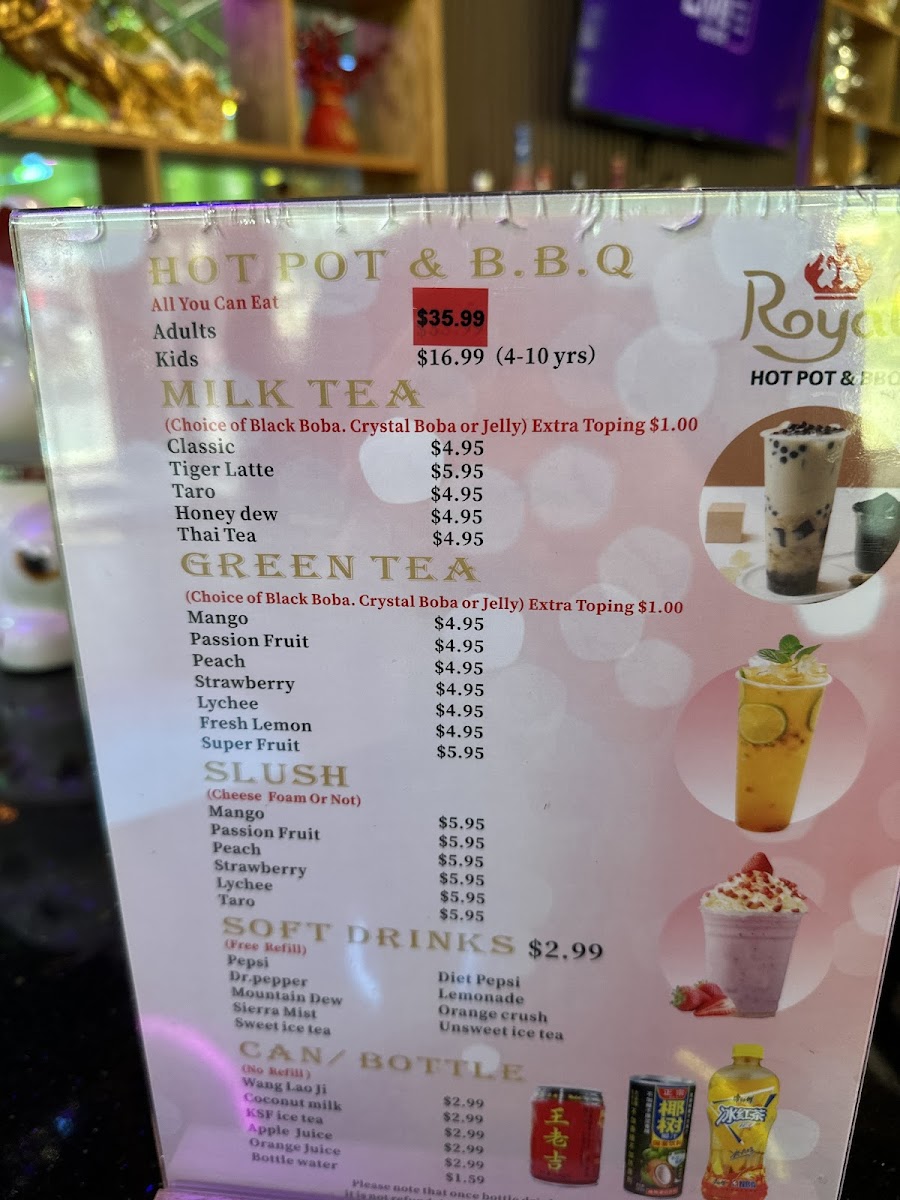 HOT POT & B.B.Q
All You Can Eat
Adults $35.99
Kids $16.99 (4-10 yrs)
Royal
HOT POT & BBQ
MILK TEA
(Choice of Black Boba. Crystal Boba or Jelly) Extra Toping $1.00
Classic $4.95
Tiger Latte $5.95
Taro $4.95
Honey dew $4.95
Thai Tea $4.95
GREEN TEA
(Choice of Black Boba. Crystal Boba or Jelly) Extra Toping $1.00
Mango $4.95
Passion Fruit $4.95
Peach $4.95
Strawberry $4.95
Lychee $4.95
Fresh Lemon $4.95
Super Fruit $5.95
SLUSH
(Cheese Foam Or Not)
Mango $5.95
Passion Fruit $5.95
Peach $5.95
Strawberry $5.95
Lychee $5.95
Taro $5.95
SOFT DRINKS $2.99
(Free Refill)
Pepsi Diet Pepsi
Dr.pepper Lemonade
Mountain Dew Orange crush
Sierra Mist Unsweet ice tea
Sweet ice tea
CAN/ BOTTLE
(No Refill)
Wang Lao Ji $2.99
Coconut milk $2.99
KSF ice tea $2.99
Apple Juice $2.99
Orange Juice $2.99
Bottle water $1.59
王老吉
正宗
椰树
冰红茶
Please note that once bottle
it is not